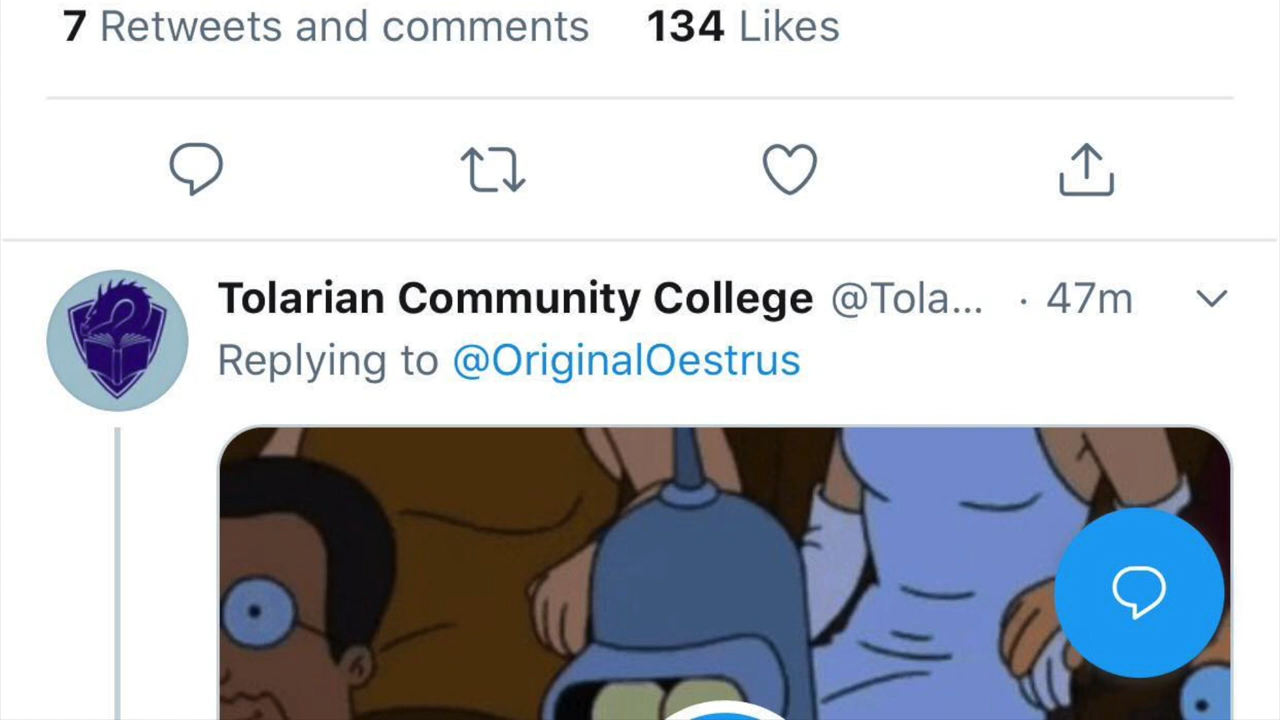 7 Retweets and comments 134 Likes
Tolarian Community College @Tola... · 47m
Replying to @OriginalOestrus